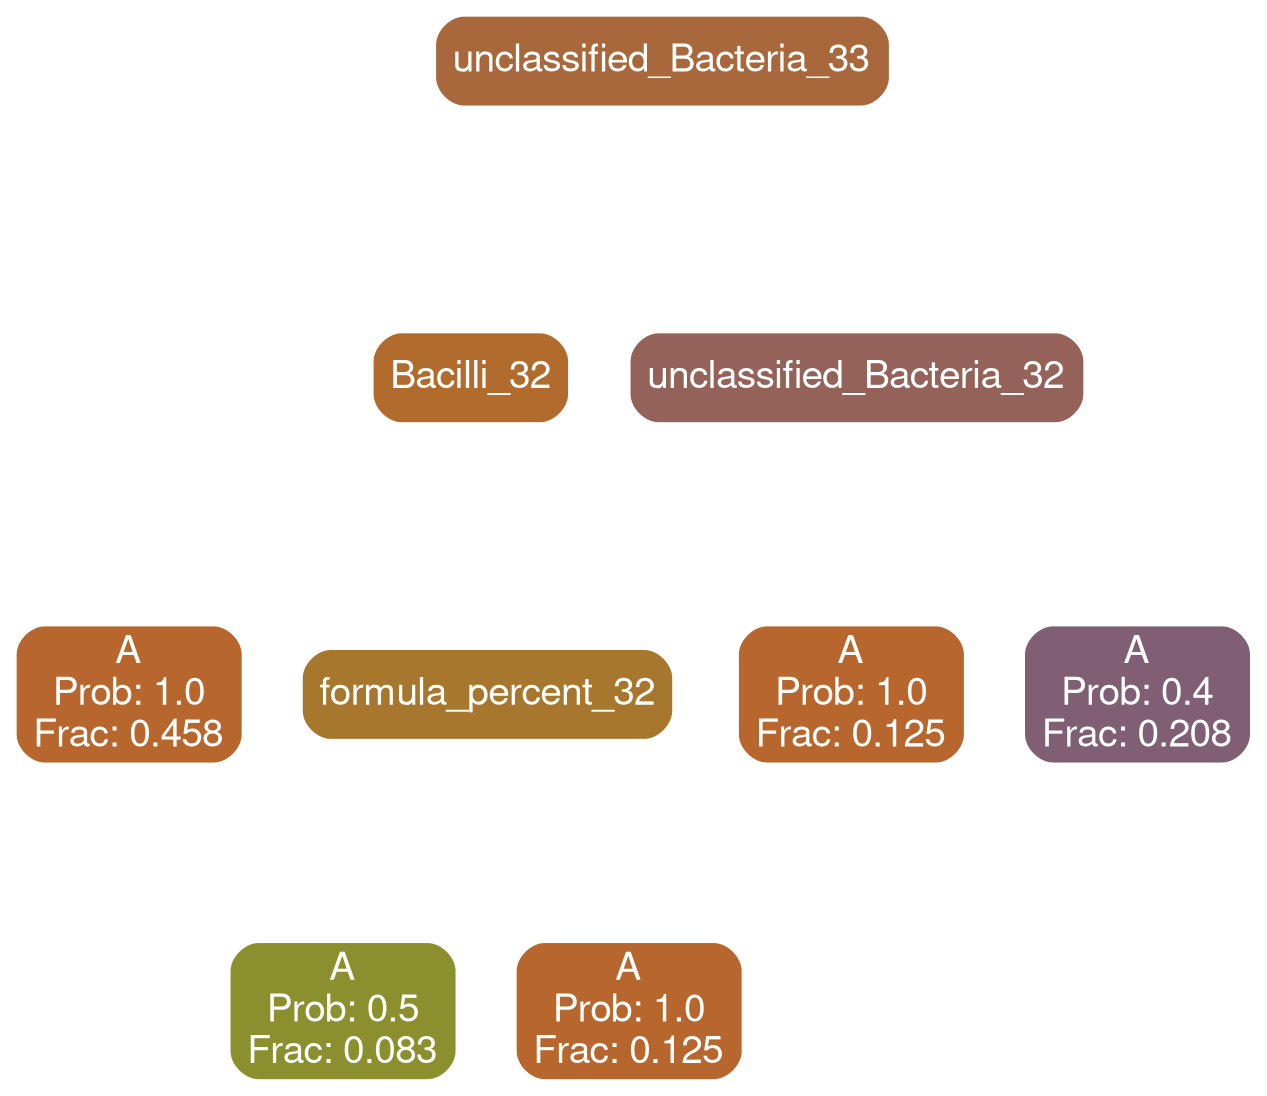 unclassified_Bacteria_33
Bacilli_32
unclassified_Bacteria_32
A
Prob: 1.0
Frac: 0.458
formula_percent_32
A
Prob: 1.0
Frac: 0.125
A
Prob: 0.4
Frac: 0.208
A
Prob: 0.5
Frac: 0.083
A
Prob: 1.0
Frac: 0.125